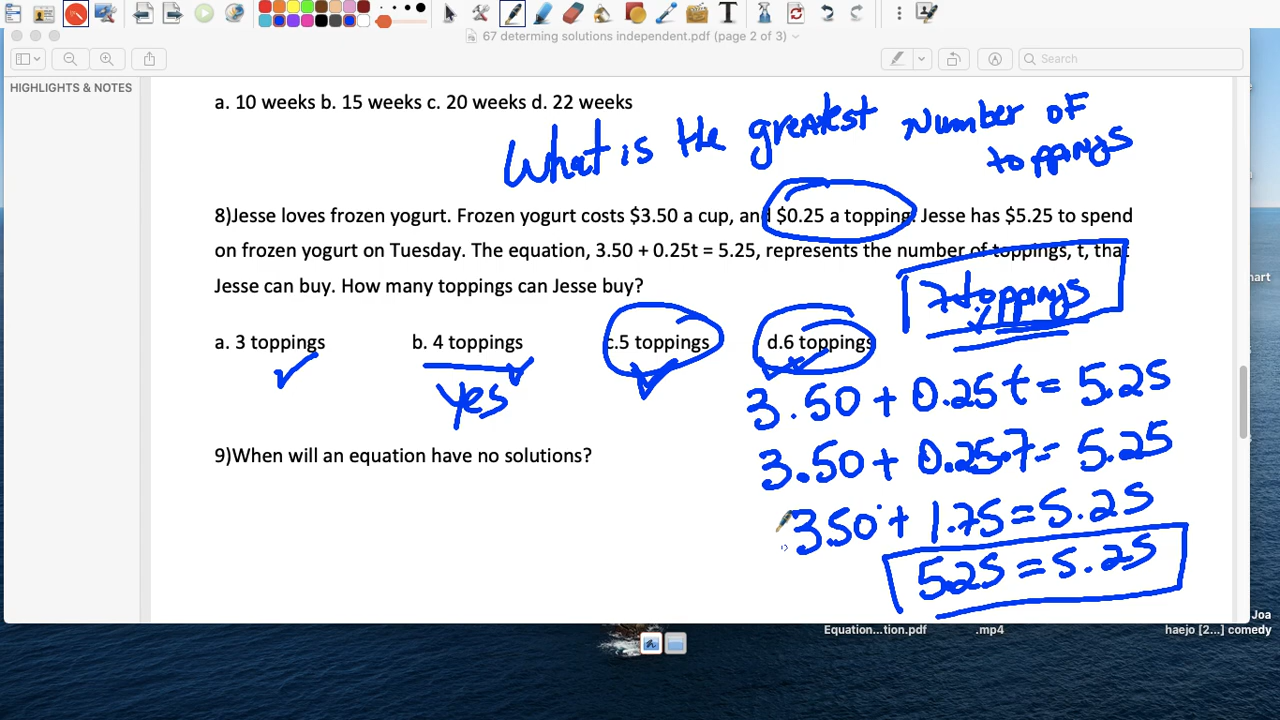 67 determing solutions independent.pdf (page 2 of 3)
Search
HIGHLIGHTS & NOTES
a. 10 weeks b. 15 weeks c. 20 weeks d. 22 weeks
What is the greatest Number of
toppings
8)Jesse loves frozen yogurt. Frozen yogurt costs $3.50 a cup, and $0.25 a topping. Jesse has $5.25 to spend
on frozen yogurt on Tuesday. The equation, 3.50 + 0.25t = 5.25, represents the number of toppings, t, that
Jesse can buy. How many toppings can Jesse buy?
7 toppings
a. 3 toppings b. 4 toppings c.5 toppings d.6 toppings
yes
3.50 + 0.25t = 5.25
3.50 + 0.25.7 = 5.25
9)When will an equation have no solutions?
3.50 + 1.75 = 5.25
5.25 = 5.25
Equation...tion.pdf
.mp4
Joa
haejo [2...] comedy